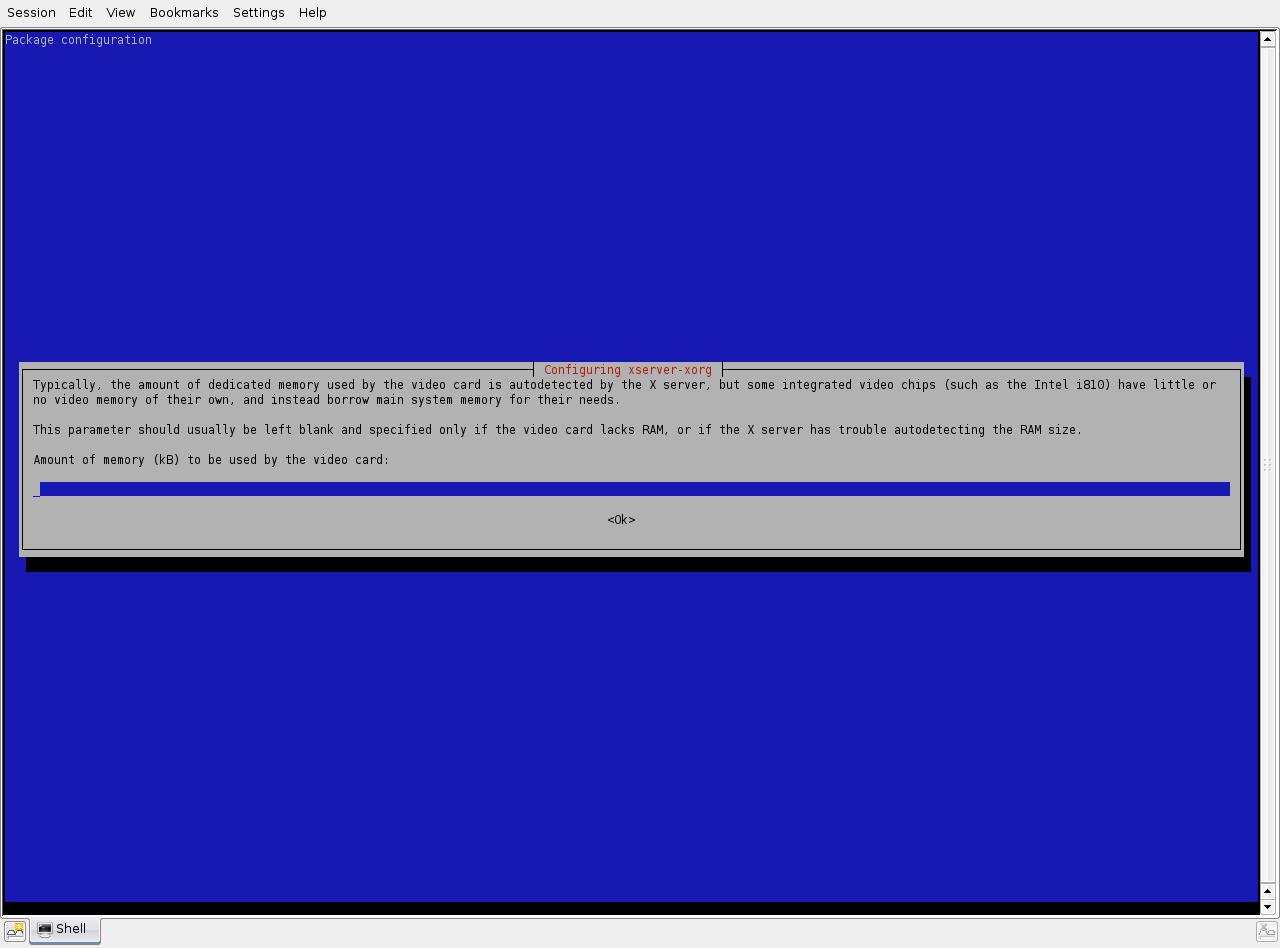 Session Edit View Bookmarks Settings Help
Package configuration
Configuring xserver-xorg
Typically, the amount of dedicated memory used by the video card is autodetected by the X server, but some integrated video chips (such as the Intel i810) have little or
no video memory of their own, and instead borrow main system memory for their needs.
This parameter should usually be left blank and specified only if the video card lacks RAM, or if the X server has trouble autodetecting the RAM size.
Amount of memory (kB) to be used by the video card:
_
<Ok>
Shell